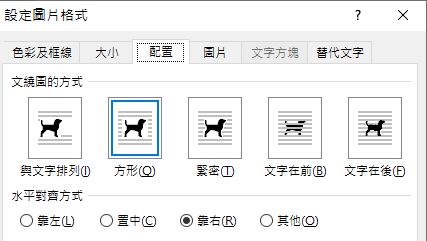 設定圖片格式 ? ×
色彩及框線 大小 配置 圖片 文字方塊 替代文字
文繞圖的方式
與文字排列(I) 方形(Q) 緊密(T) 文字在前(B) 文字在後(F)
水平對齊方式
靠左(L) 置中(C) 靠右(R) 其他(O)